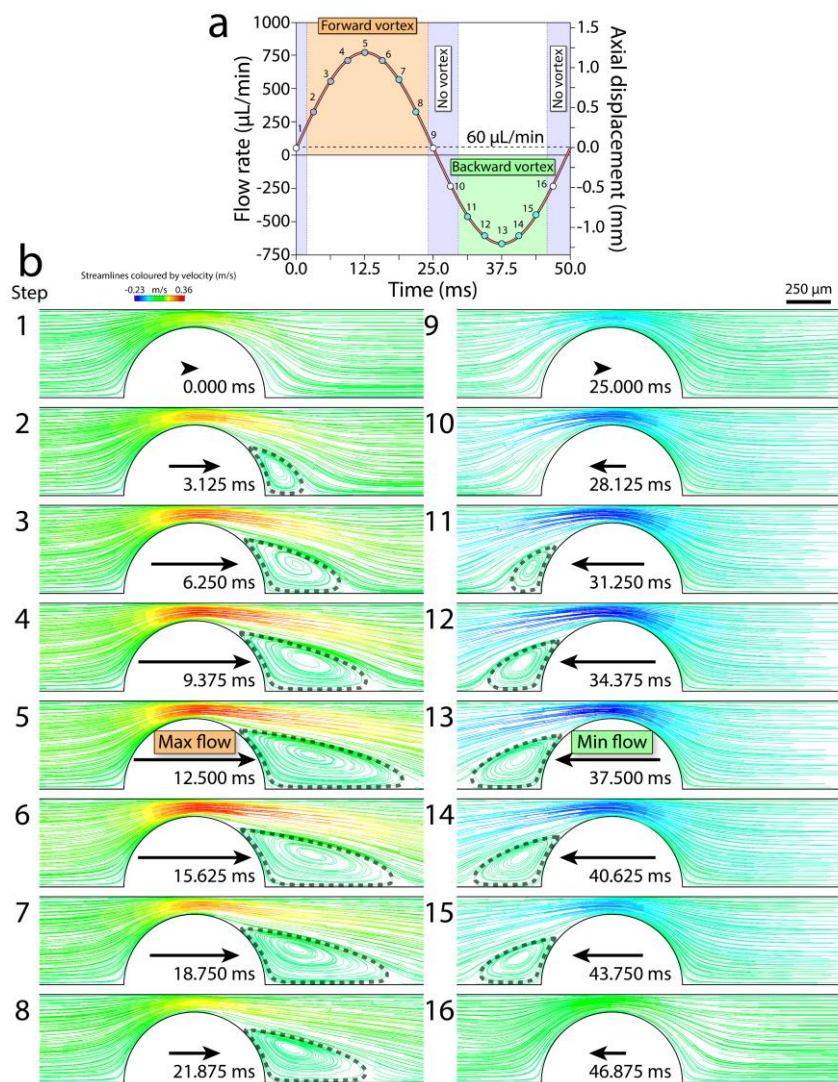 a
Forward vortex
1000
750
500
250
0
-250
-500
-750
Flow rate (µL/min)
1
2
3
4
5
6
7
8
9
10
11
12
13
14
15
16
No vortex
No vortex
60 µL/min
Backward vortex
1.5
1.0
0.5
0.0
-0.5
-1.0
Axial displacement (mm)
0.0
12.5
25.0
37.5
50.0
Time (ms)
b
Streamlines coloured by velocity (m/s)
-0.23 m/s 0.36
Step
250 µm
1
0.000 ms
9
25.000 ms
2
3.125 ms
10
28.125 ms
3
6.250 ms
11
31.250 ms
4
9.375 ms
12
34.375 ms
5
Max flow
12.500 ms
13
Min flow
37.500 ms
6
15.625 ms
14
40.625 ms
7
18.750 ms
15
43.750 ms
8
21.875 ms
16
46.875 ms